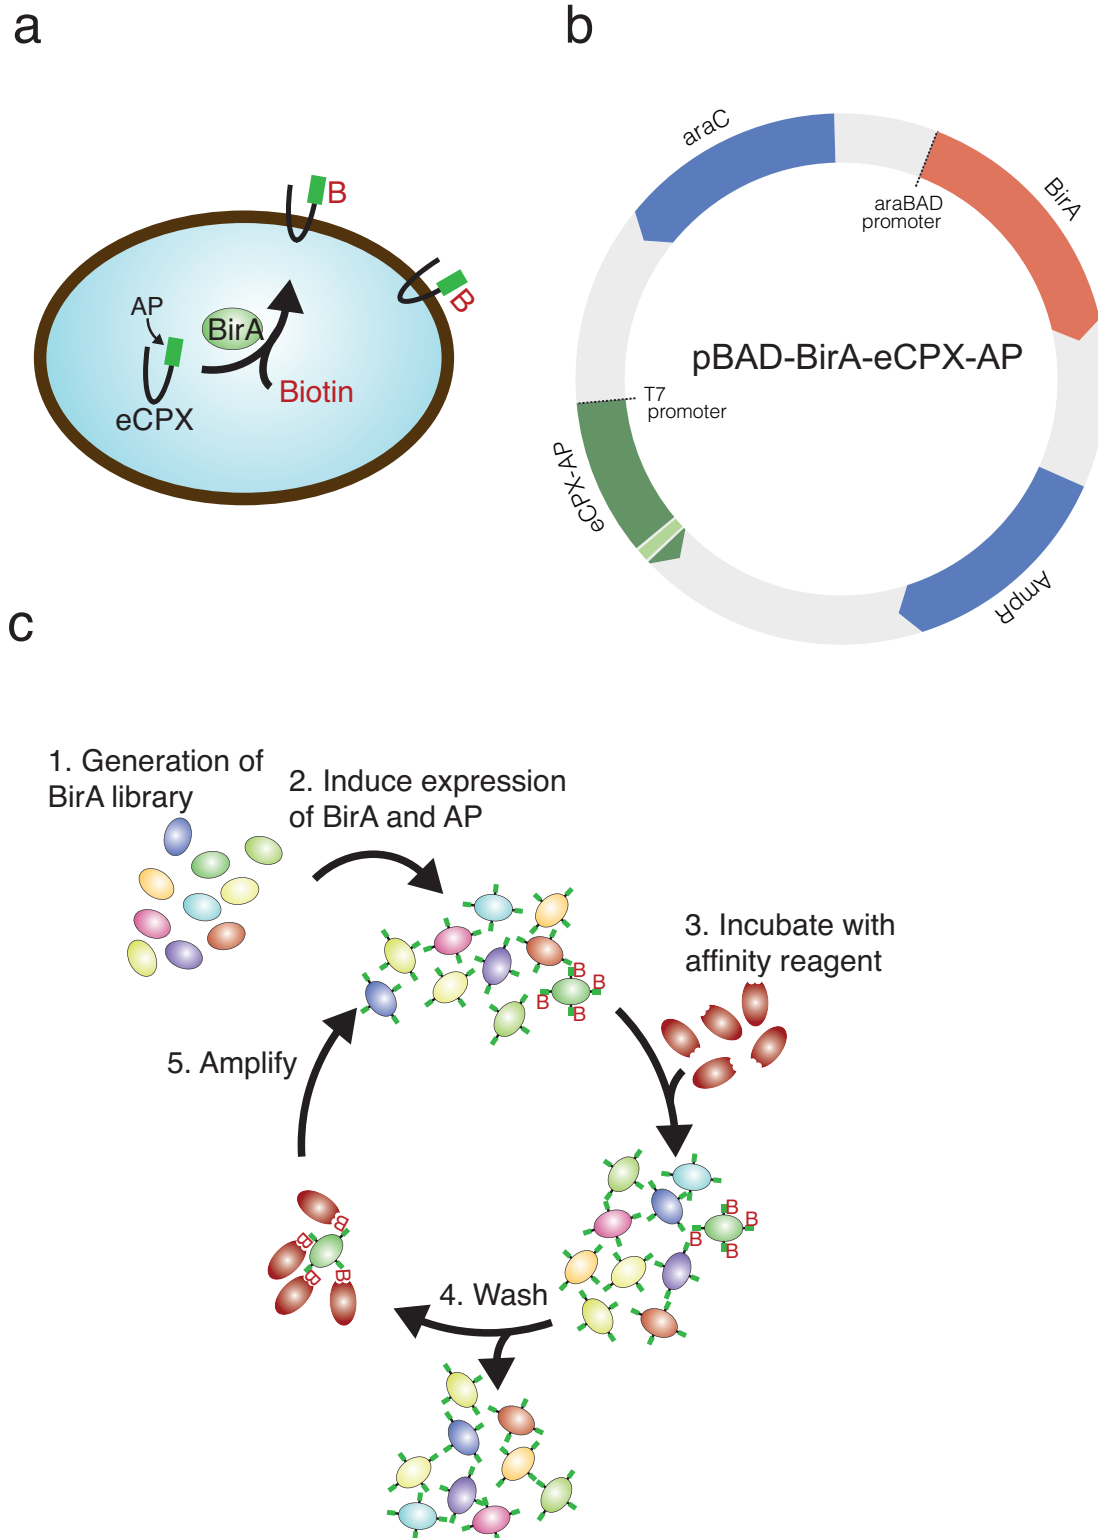 a
B
B
AP
BirA
Biotin
eCPX
b
araC
araBAD
promoter
BirA
pBAD-BirA-eCPX-AP
T7
promoter
eCPX-AP
AmpR
c
1. Generation of
BirA library
2. Induce expression
of BirA and AP
B
B
B
B
3. Incubate with
affinity reagent
B
B
B
B
4. Wash
B
B
B
B
5. Amplify